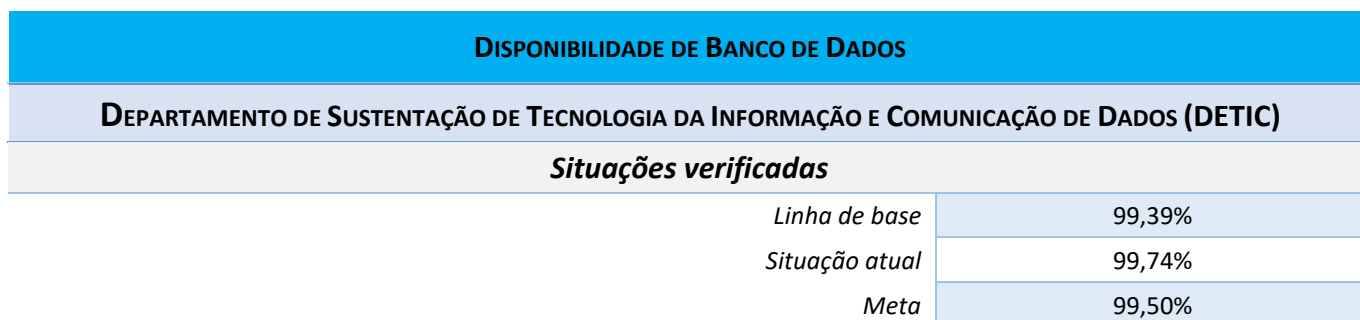 Disponibilidade de Banco de Dados
Departamento de Sustentação de Tecnologia da Informação e Comunicação de Dados (DETIC)
Situações verificadas
Linha de base 99,39%
Situação atual 99,74%
Meta 99,50%